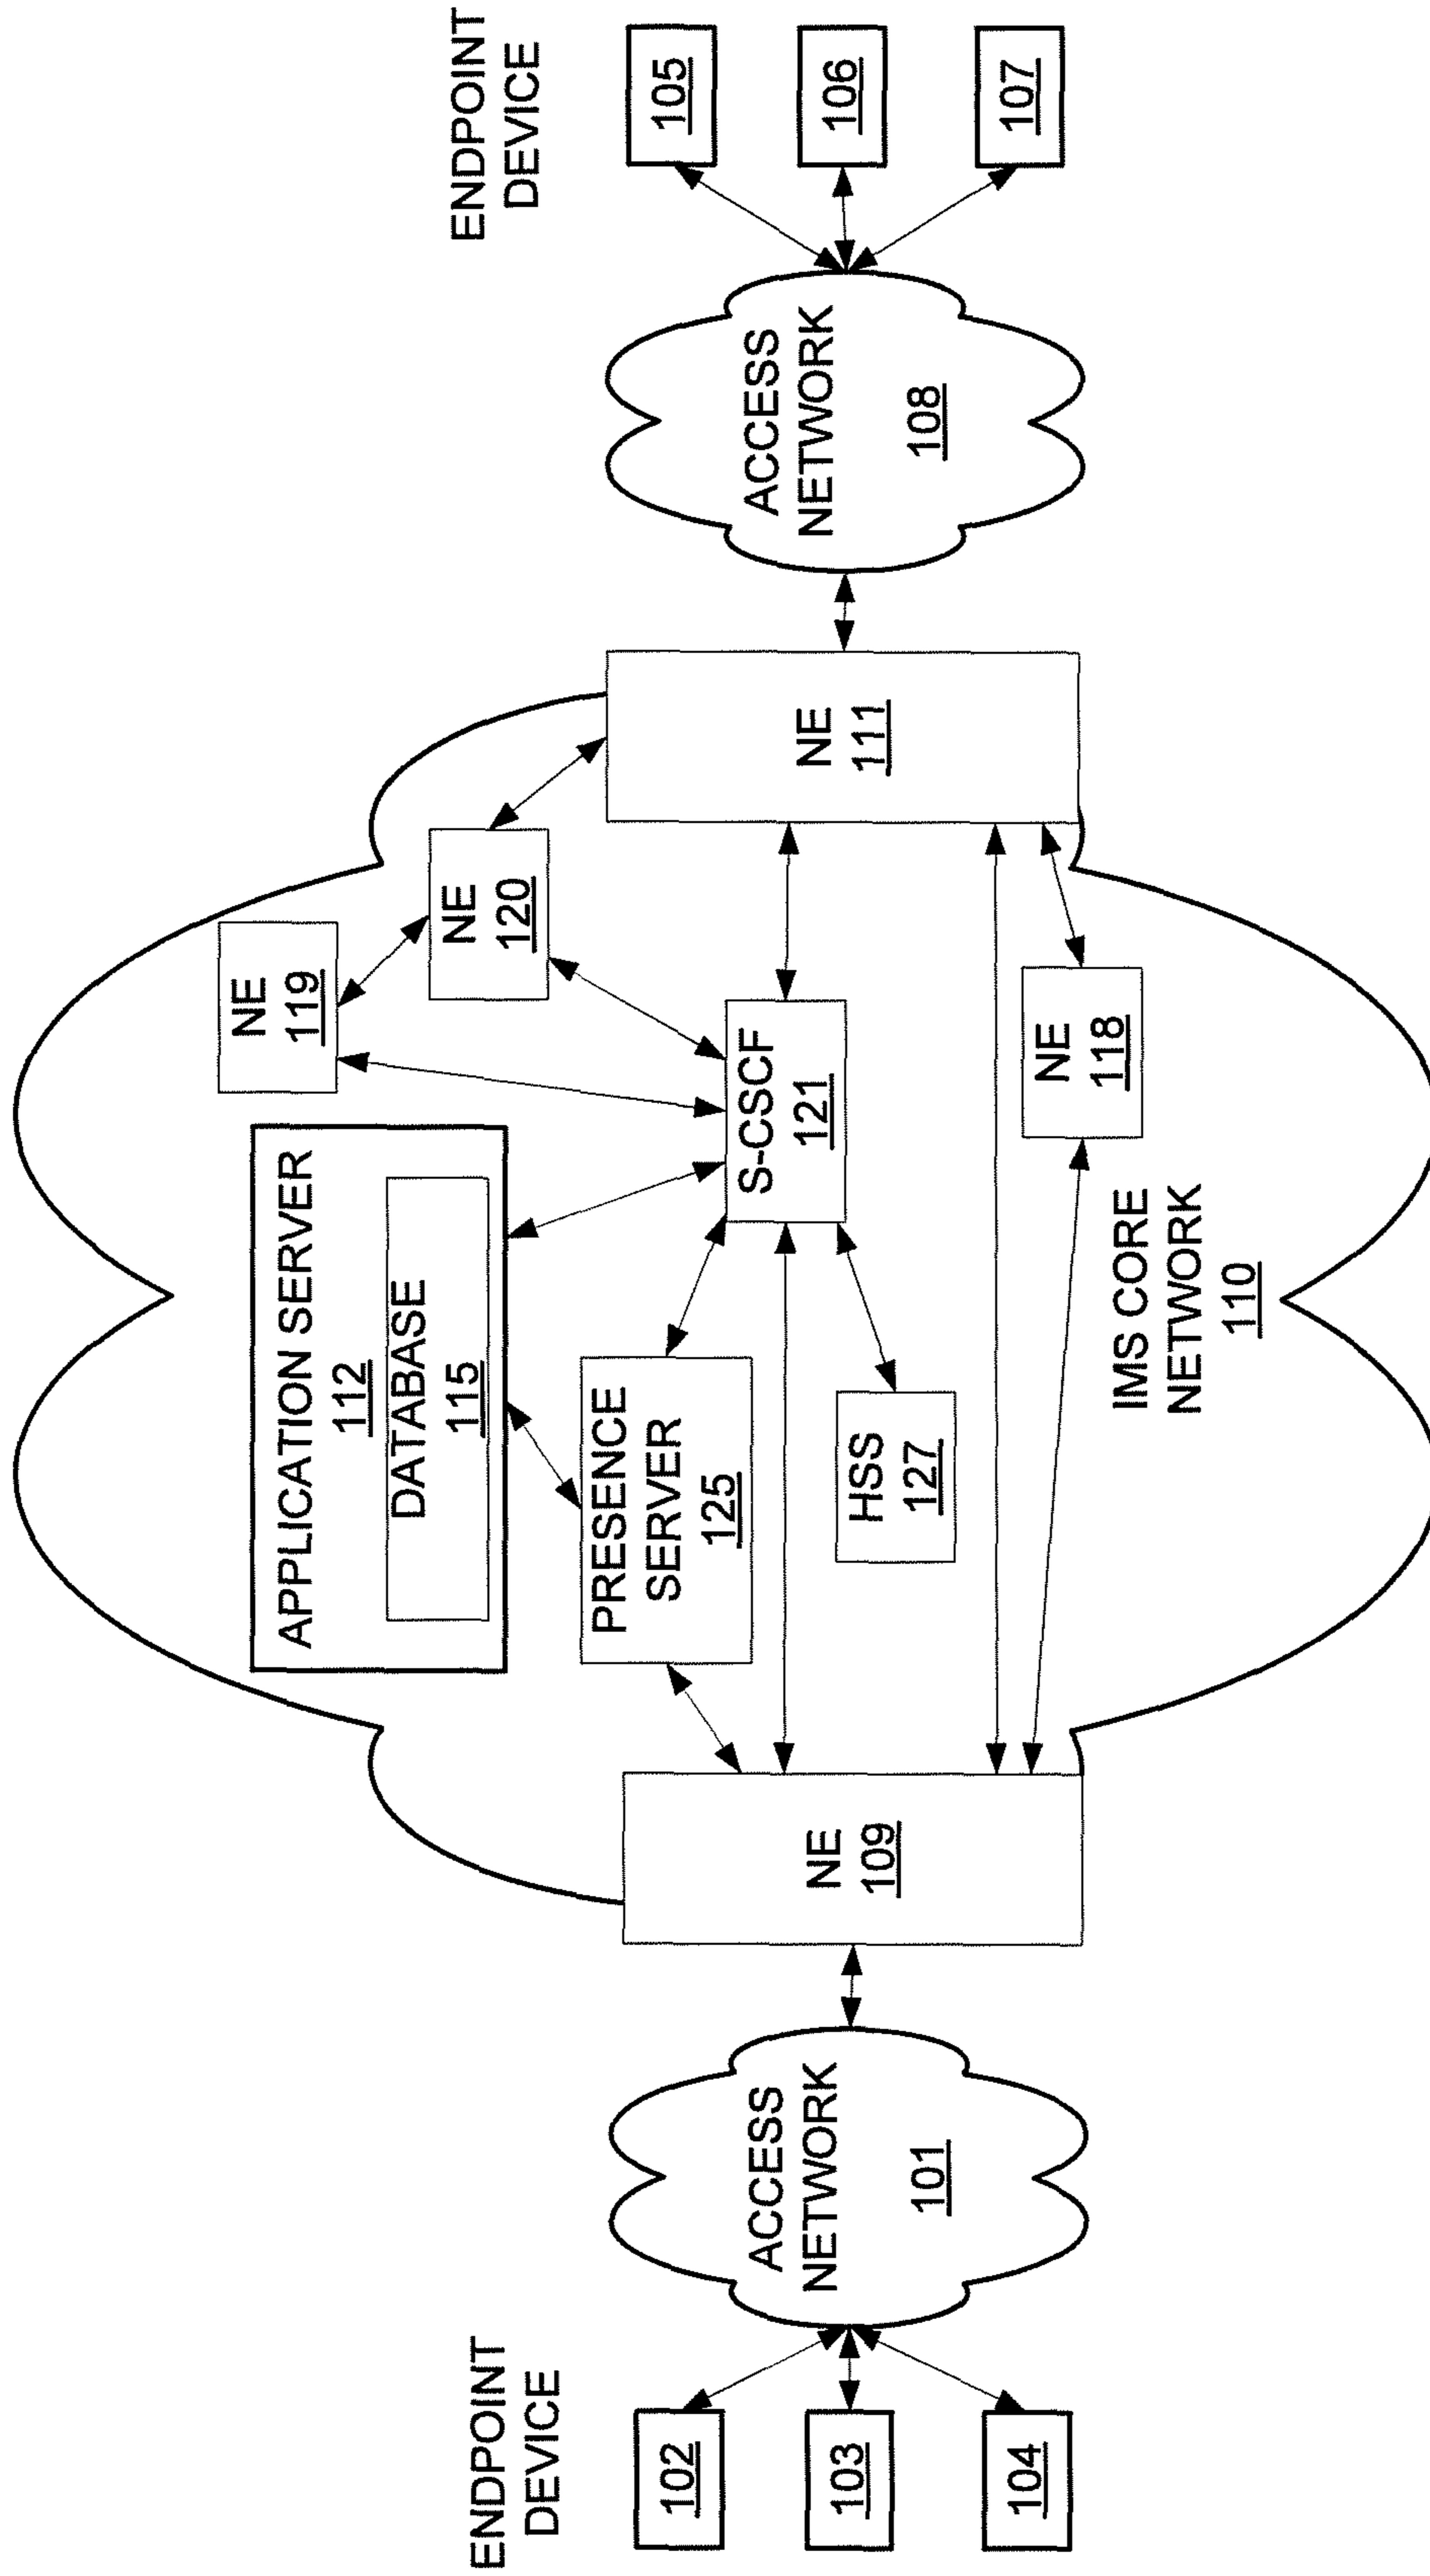 ENDPOINT
DEVICE
102
103
104
ACCESS
NETWORK
101
NE
109
APPLICATION SERVER
112
DATABASE
115
PRESENCE
SERVER
125
HSS
127
S-CSCF
121
NE
119
NE
120
NE
118
IMS CORE
NETWORK
110
NE
111
ACCESS
NETWORK
108
ENDPOINT
DEVICE
105
106
107